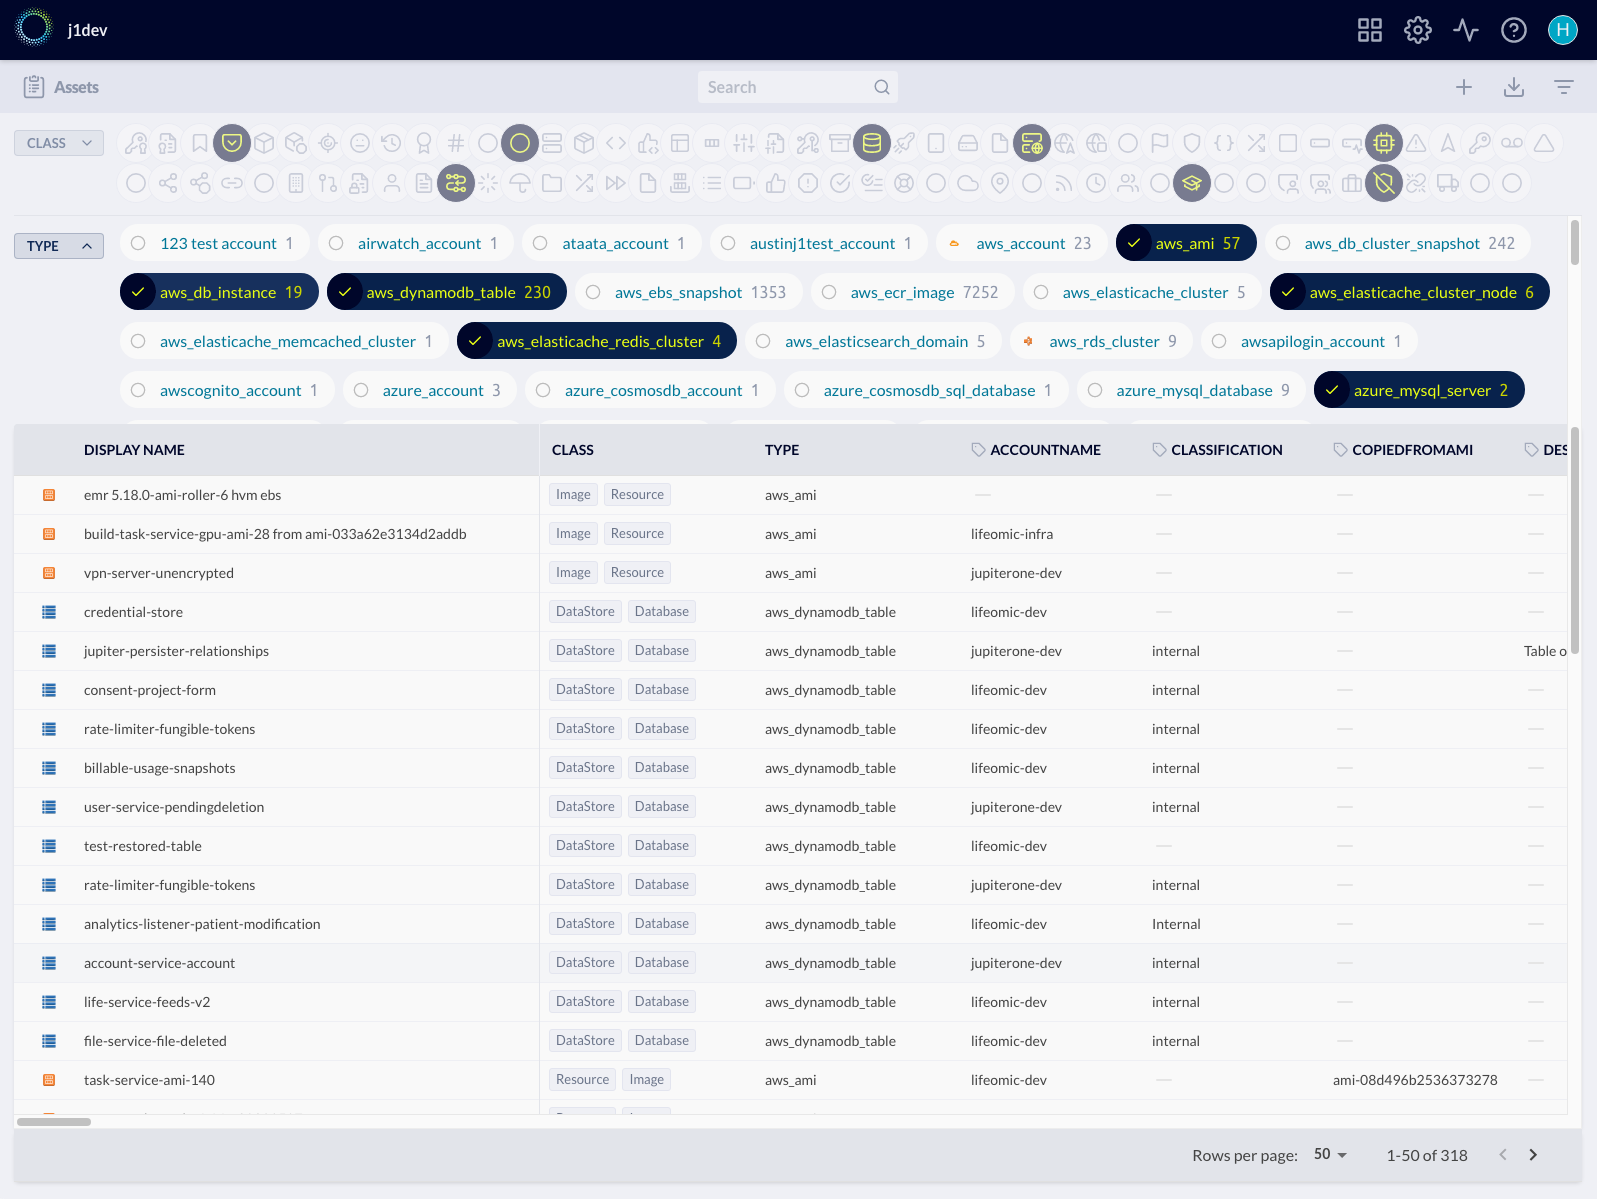 j1dev
H
Assets
Search
CLASS
TYPE
123 test account 1
airwatch_account 1
ataata_account 1
austinj1test_account 1
aws_account 23
aws_ami 57
aws_db_cluster_snapshot 242
aws_db_instance 19
aws_dynamodb_table 230
aws_ebs_snapshot 1353
aws_ecr_image 7252
aws_elasticache_cluster 5
aws_elasticache_cluster_node 6
aws_elasticache_memcached_cluster 1
aws_elasticache_redis_cluster 4
aws_elasticsearch_domain 5
aws_rds_cluster 9
awsapilogin_account 1
awscognito_account 1
azure_account 3
azure_cosmosdb_account 1
azure_cosmosdb_sql_database 1
azure_mysql_database 9
azure_mysql_server 2
DISPLAY NAME CLASS TYPE ACCOUNTNAME CLASSIFICATION COPIEDFROMAMI DES
emr 5.18.0-ami-roller-6 hvm ebs Image Resource aws_ami — — — —
build-task-service-gpu-ami-28 from ami-033a62e3134d2addb Image Resource aws_ami lifeomic-infra — — —
vpn-server-unencrypted Image Resource aws_ami jupiterone-dev — — —
credential-store DataStore Database aws_dynamodb_table lifeomic-dev — — —
jupiter-persister-relationships DataStore Database aws_dynamodb_table jupiterone-dev internal — Table o
consent-project-form DataStore Database aws_dynamodb_table lifeomic-dev internal — —
rate-limiter-fungible-tokens DataStore Database aws_dynamodb_table lifeomic-dev internal — —
billable-usage-snapshots DataStore Database aws_dynamodb_table lifeomic-dev internal — —
user-service-pendingdeletion DataStore Database aws_dynamodb_table jupiterone-dev internal — —
test-restored-table DataStore Database aws_dynamodb_table lifeomic-dev — — —
rate-limiter-fungible-tokens DataStore Database aws_dynamodb_table jupiterone-dev internal — —
analytics-listener-patient-modification DataStore Database aws_dynamodb_table lifeomic-dev Internal — —
account-service-account DataStore Database aws_dynamodb_table jupiterone-dev internal — —
life-service-feeds-v2 DataStore Database aws_dynamodb_table lifeomic-dev internal — —
file-service-file-deleted DataStore Database aws_dynamodb_table lifeomic-dev internal — —
task-service-ami-140 Resource Image aws_ami lifeomic-dev — ami-08d496b2536373278 —
Rows per page: 50 1-50 of 318